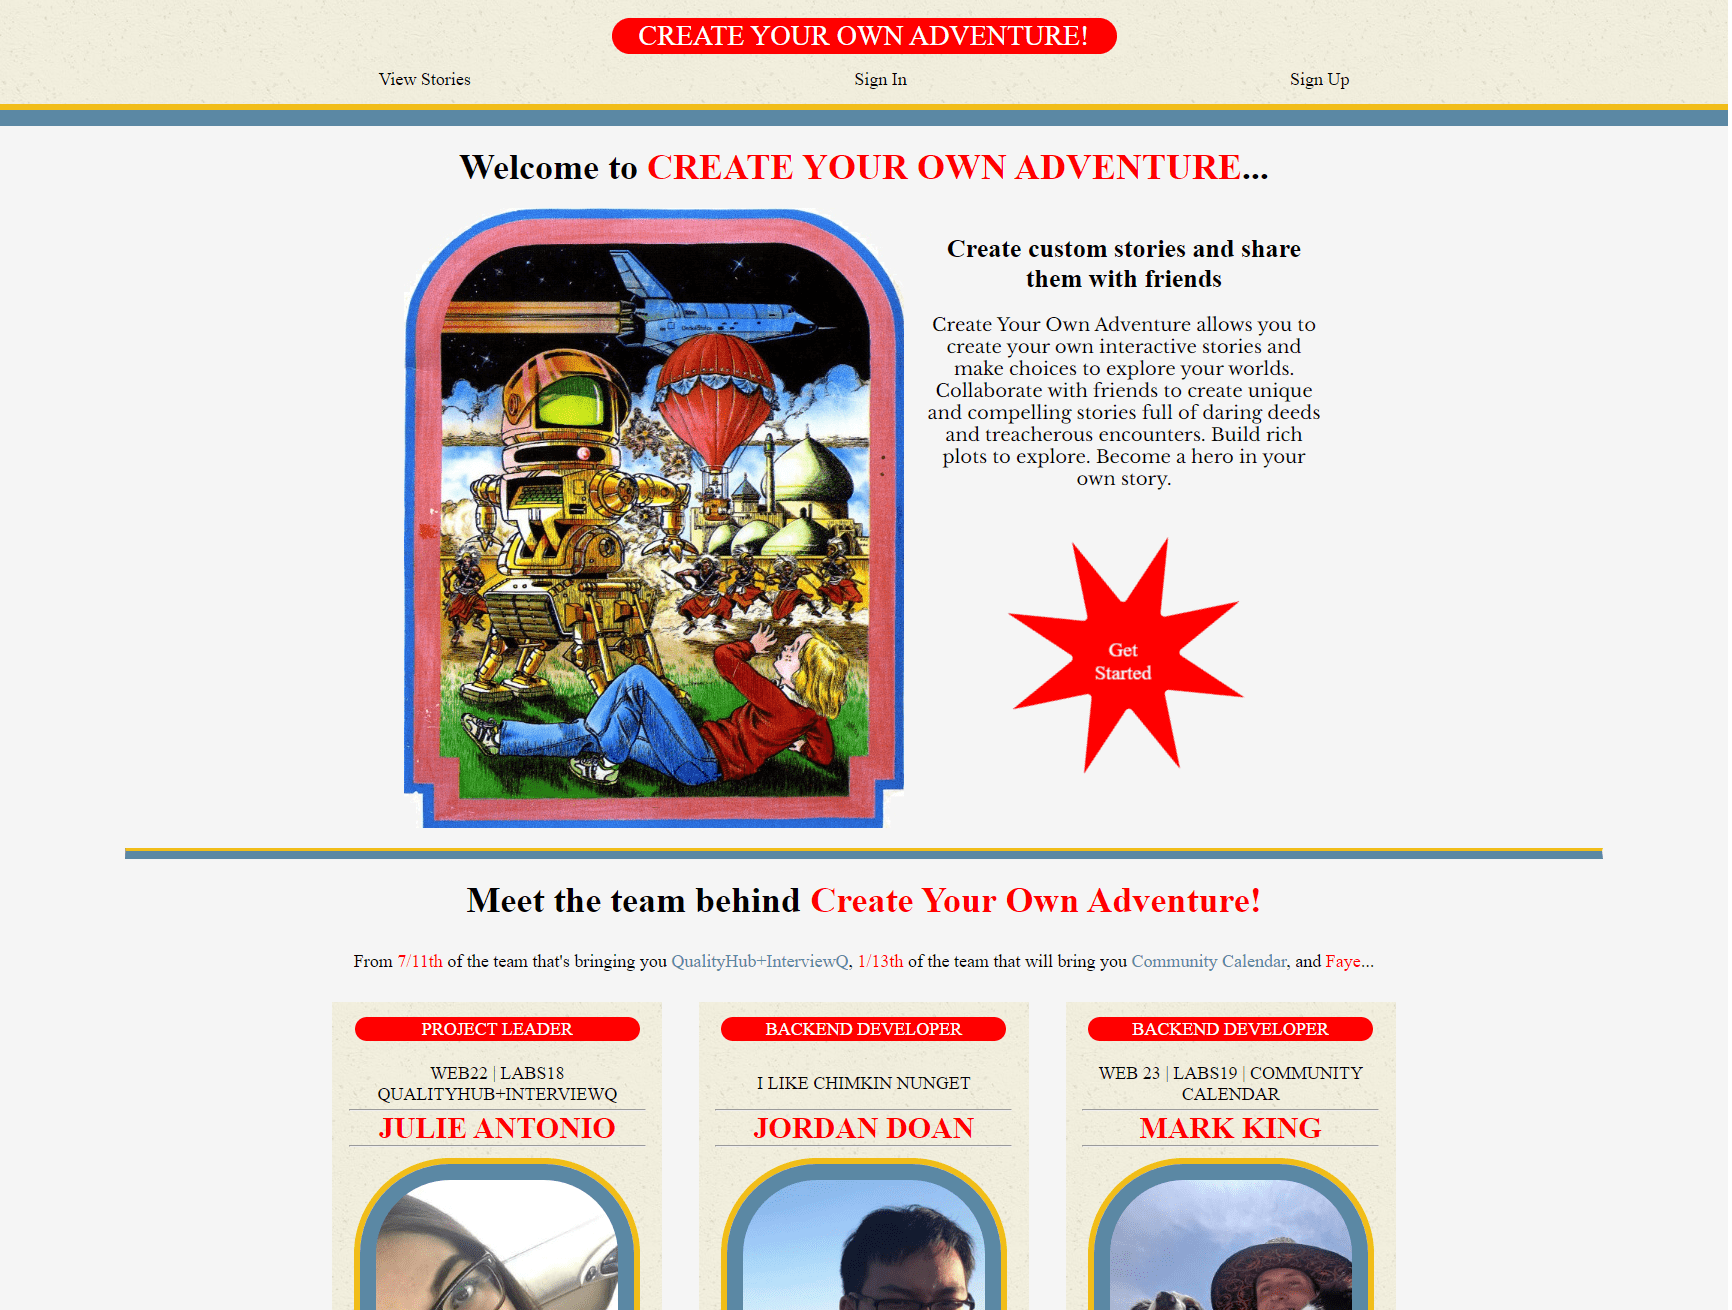 CREATE YOUR OWN ADVENTURE!
View Stories
Sign In
Sign Up
Welcome to CREATE YOUR OWN ADVENTURE...
Create custom stories and share
them with friends
Create Your Own Adventure allows you to
create your own interactive stories and
make choices to explore your worlds.
Collaborate with friends to create unique
and compelling stories full of daring deeds
and treacherous encounters. Build rich
plots to explore. Become a hero in your
own story.
UnitedStates
Get
Started
Meet the team behind Create Your Own Adventure!
From 7/11th of the team that's bringing you QualityHub+InterviewQ, 1/13th of the team that will bring you Community Calendar, and Faye...
PROJECT LEADER
WEB22 | LABS18
QUALITYHUB+INTERVIEWQ
JULIE ANTONIO
BACKEND DEVELOPER
I LIKE CHIMKIN NUNGET
JORDAN DOAN
BACKEND DEVELOPER
WEB 23 | LABS19 | COMMUNITY
CALENDAR
MARK KING